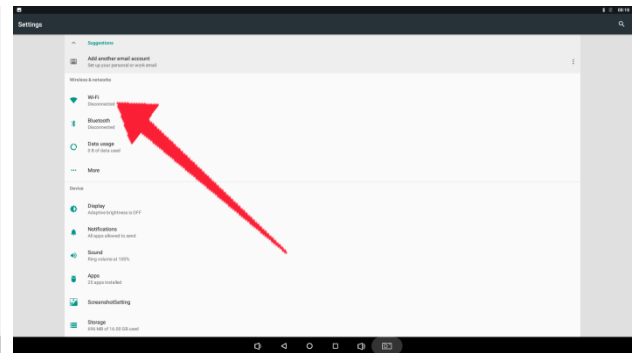 08:19
Settings
Suggestions
Add another email account
Set up your personal or work email
Wireless & networks
Wi-Fi
Disconnected
Bluetooth
Disconnected
Data usage
0 B of data used
More
Device
Display
Adaptive brightness is OFF
Notifications
All apps allowed to send
Sound
Ring volume at 100%
Apps
23 apps installed
ScreenshotSetting
Storage